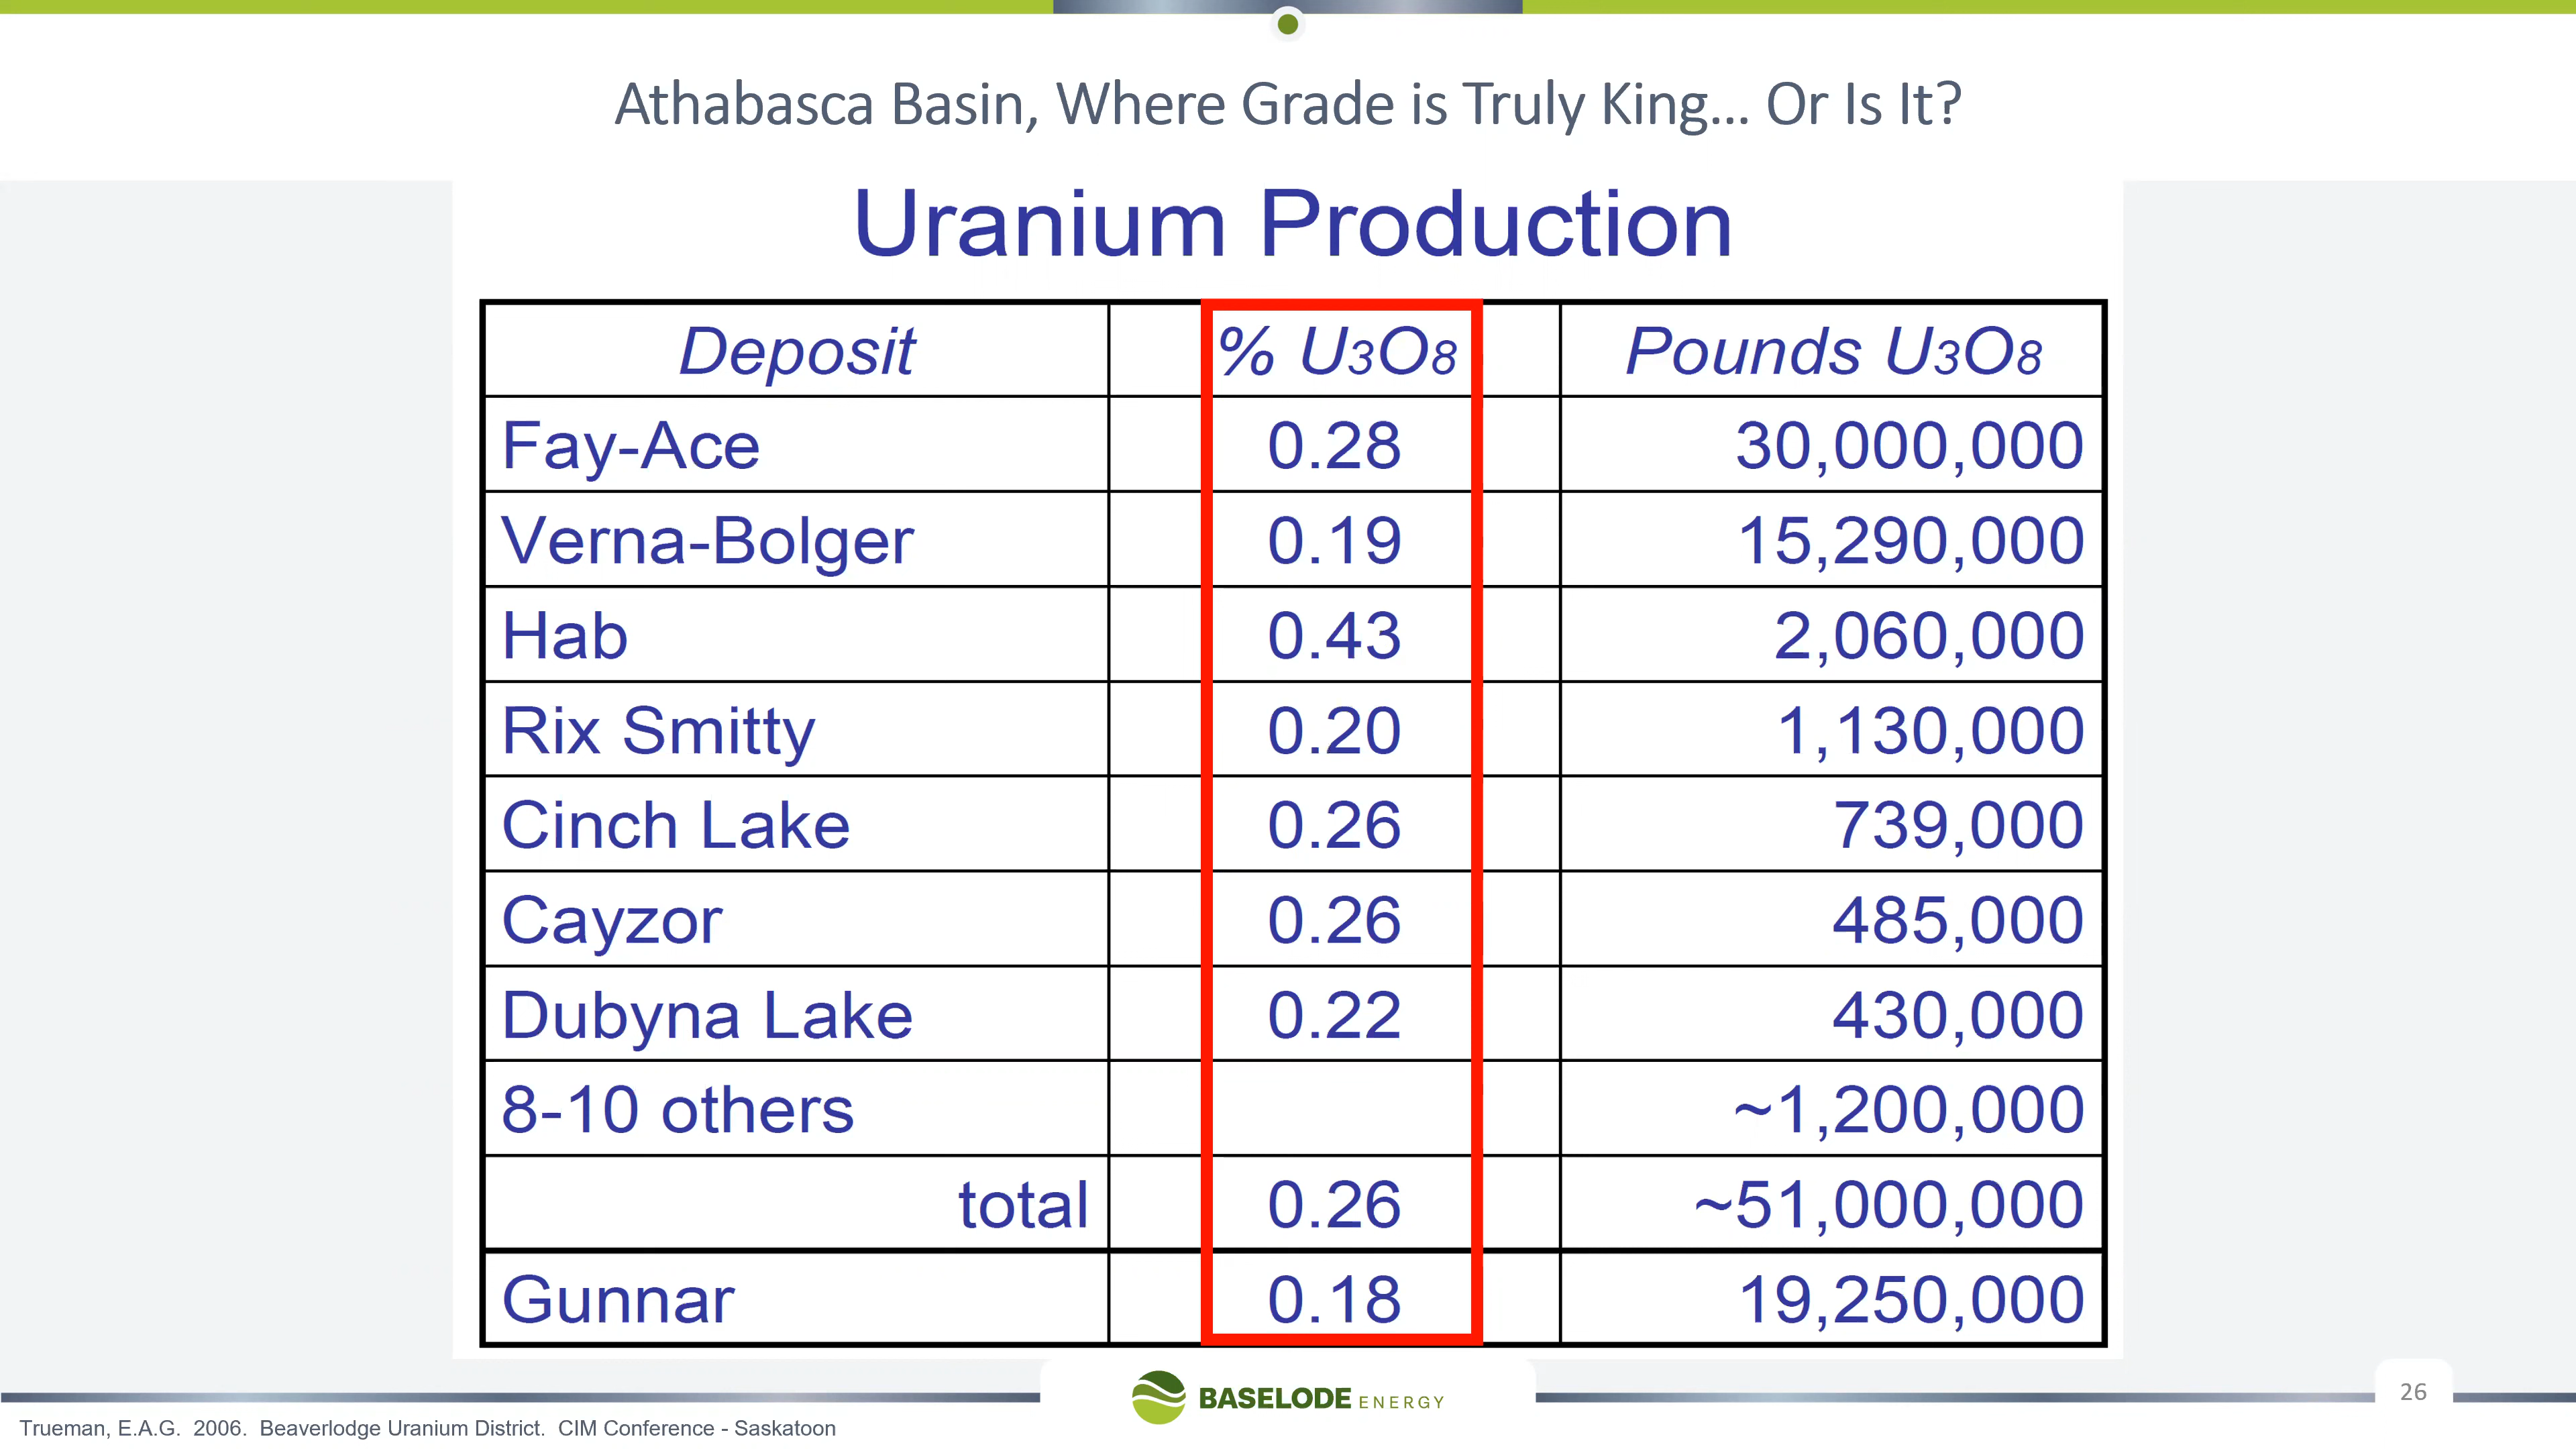 Athabasca Basin, Where Grade is Truly King... Or Is It?
Uranium Production
Deposit % U3O8 Pounds U3O8
Fay-Ace 0.28 30,000,000
Verna-Bolger 0.19 15,290,000
Hab 0.43 2,060,000
Rix Smitty 0.20 1,130,000
Cinch Lake 0.26 739,000
Cayzor 0.26 485,000
Dubyna Lake 0.22 430,000
8-10 others ~1,200,000
total 0.26 ~51,000,000
Gunnar 0.18 19,250,000
BASELODE ENERGY
26
Trueman, E.A.G. 2006. Beaverlodge Uranium District. CIM Conference - Saskatoon